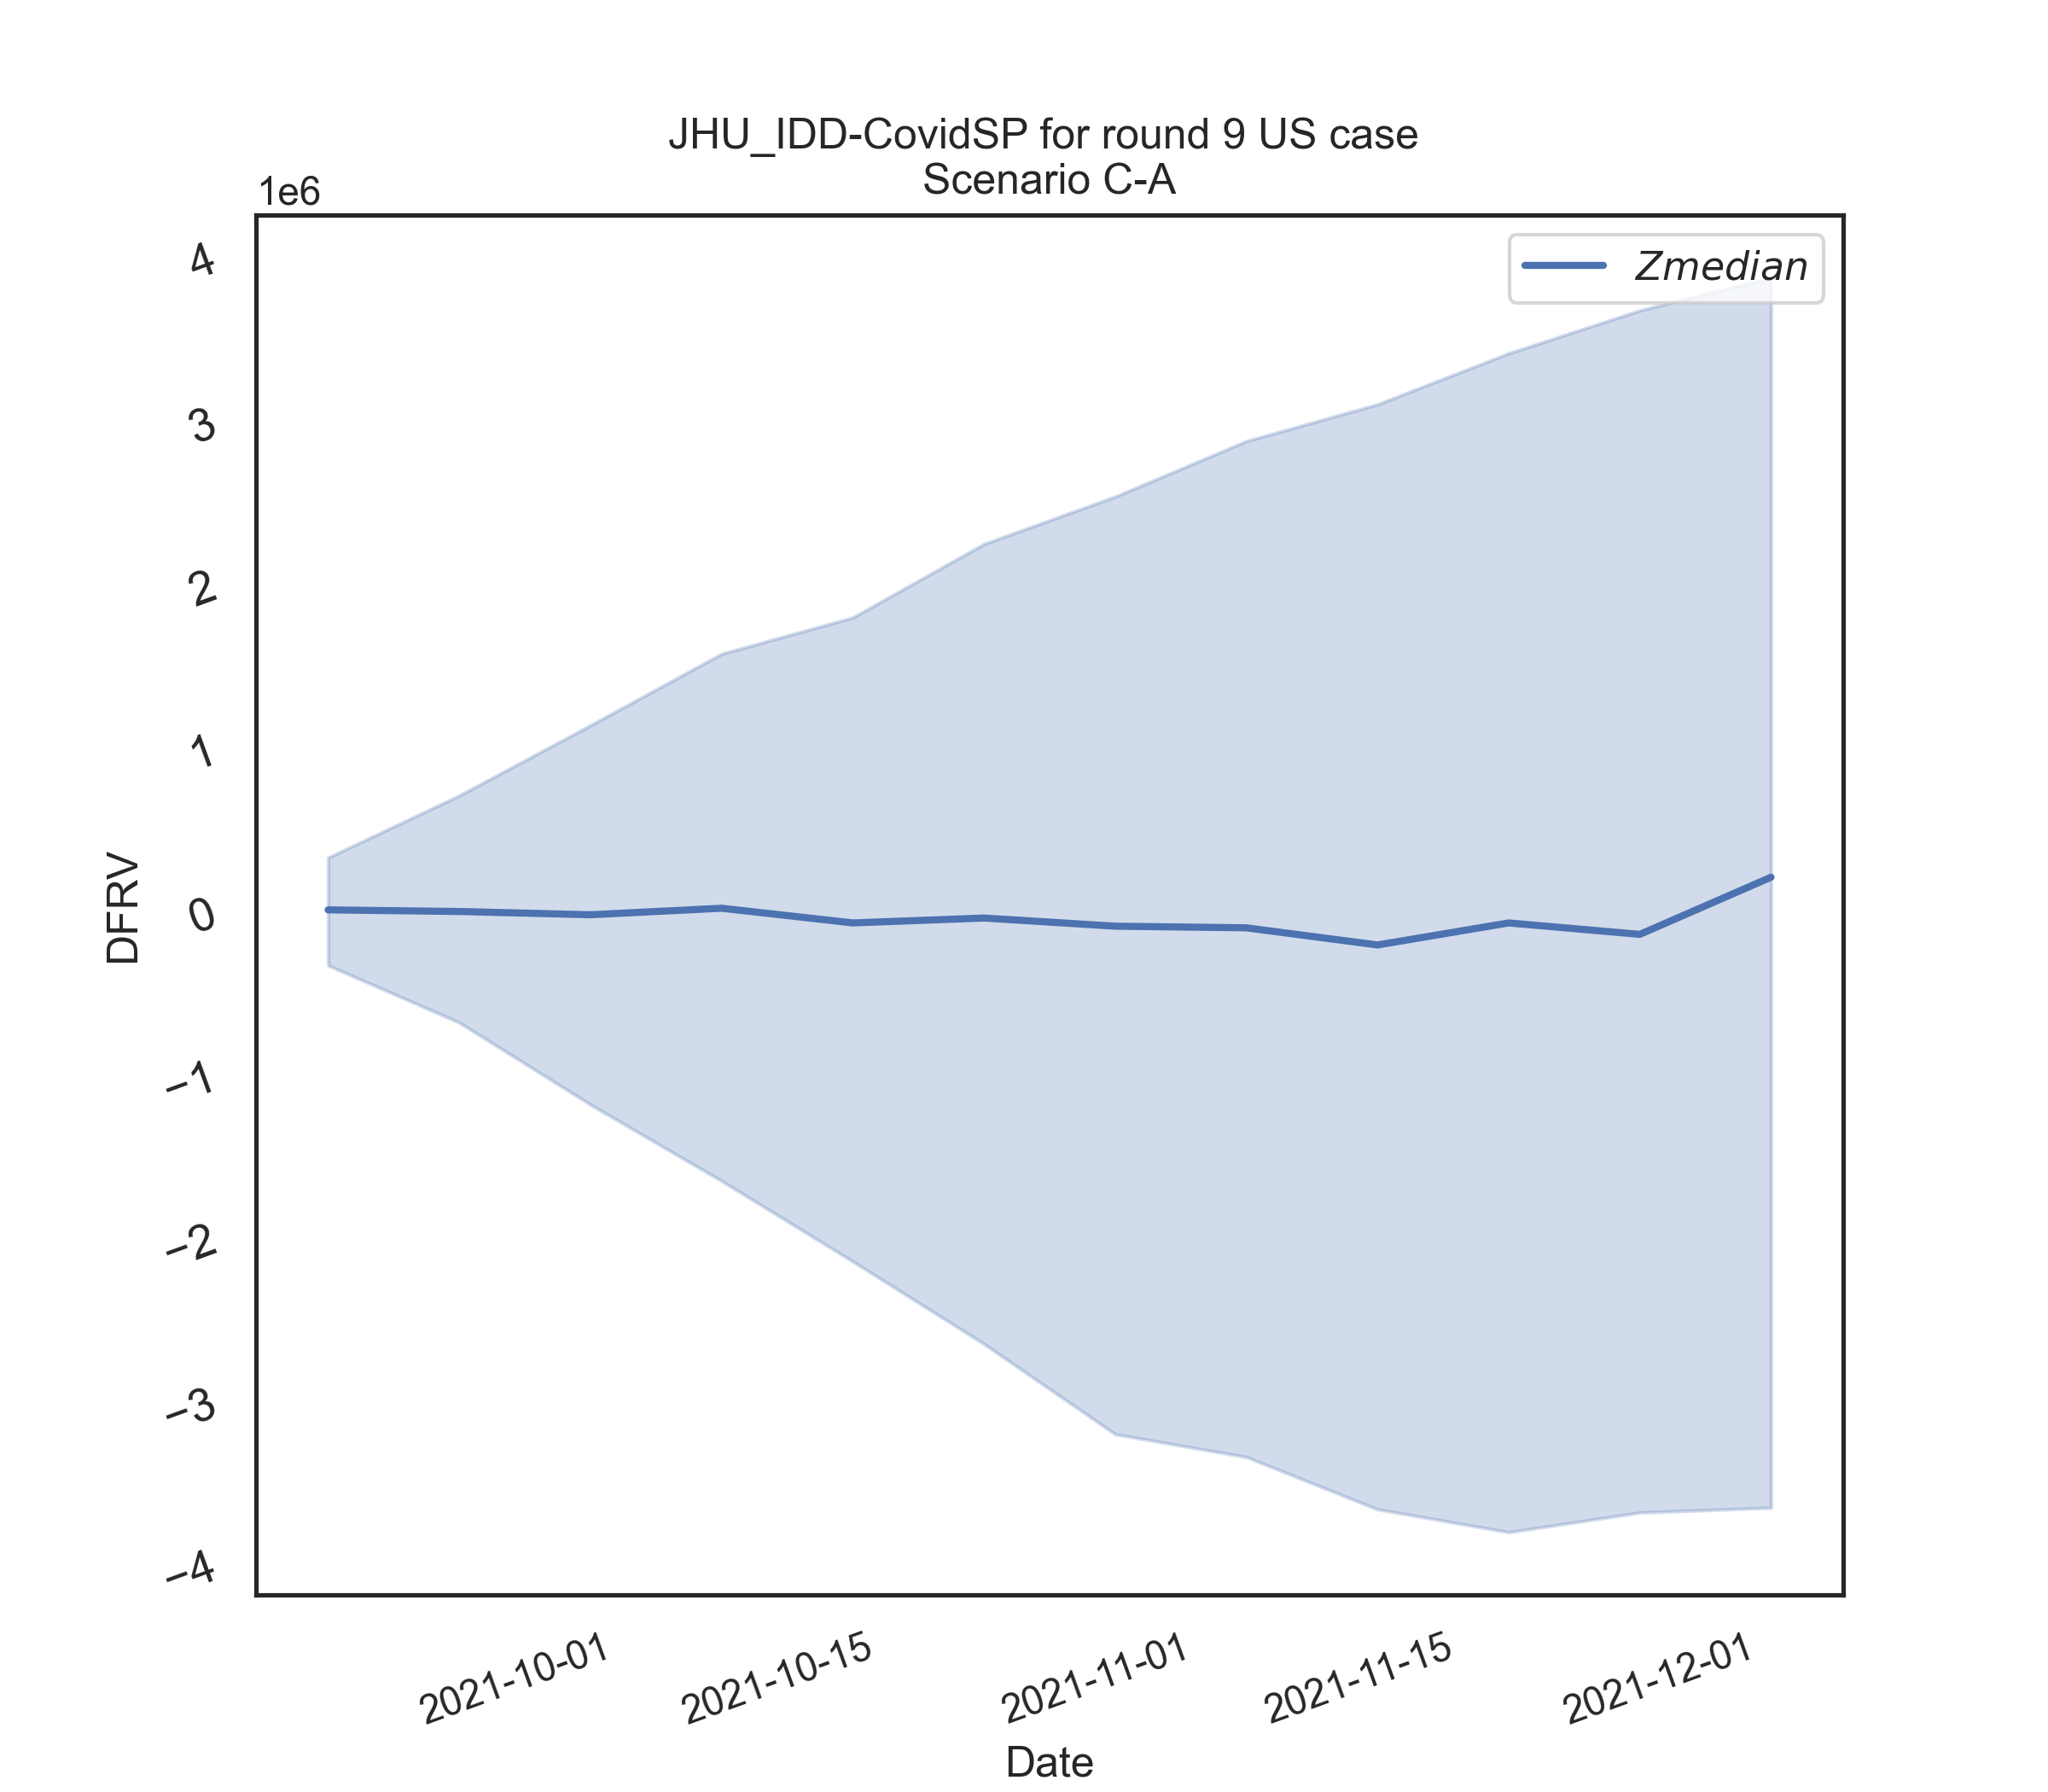 JHU_IDD-CovidSP for round 9 US case
Scenario C-A
1e6
Zmedian
4
3
2
1
0
−1
−2
−3
−4
DFRV
2021-10-01
2021-10-15
2021-11-01
2021-11-15
2021-12-01
Date